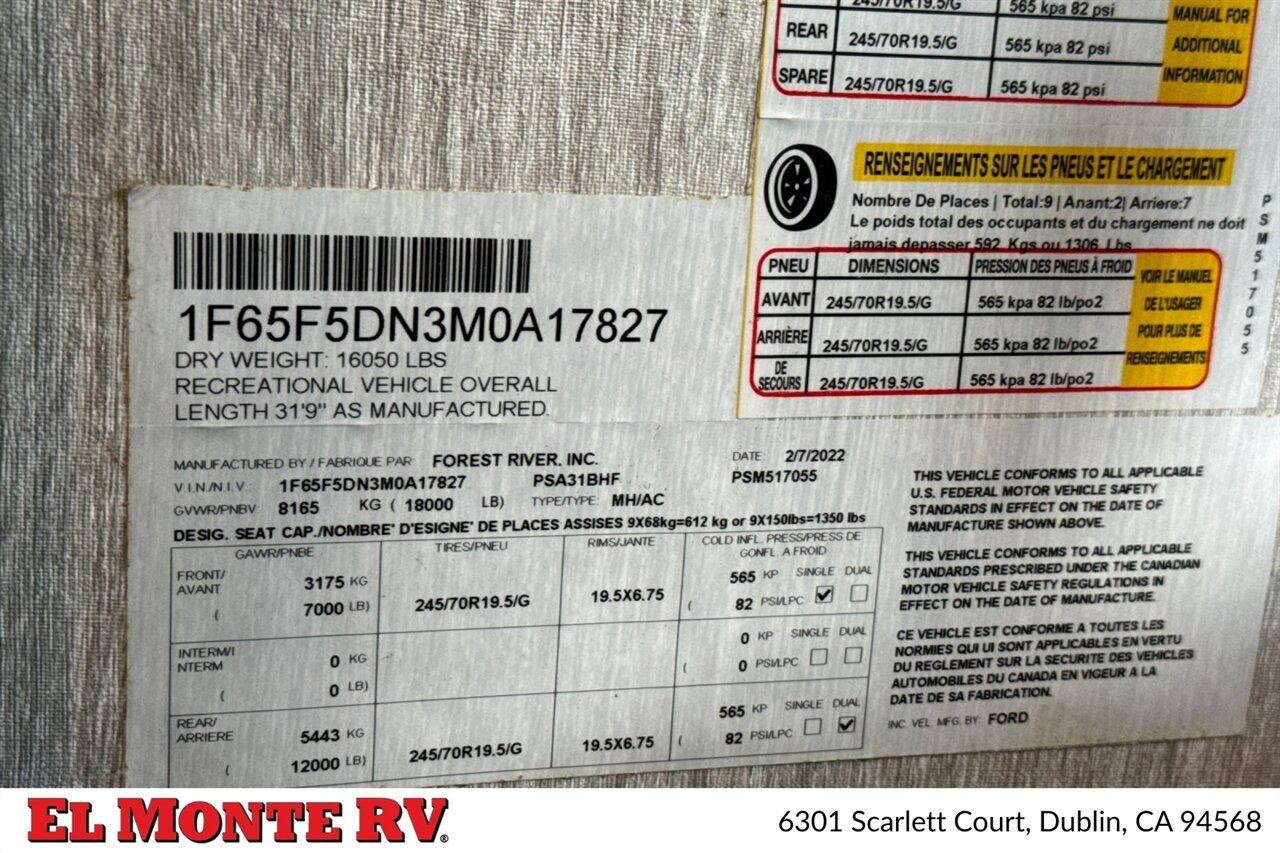 245/70R19.5/G 565 kpa 82 psi
MANUAL FOR
ADDITIONAL
INFORMATION
REAR 245/70R19.5/G 565 kpa 82 psi
SPARE 245/70R19.5/G 565 kpa 82 psi
RENSEIGNEMENTS SUR LES PNEUS ET LE CHARGEMENT
Nombre De Places | Total:9 | Anant:2| Arriere:7
Le poids total des occupants et du chargement ne doit
jamais depasser 592 Kgs ou 1306 Lbs
PNEU DIMENSIONS PRESSION DES PNEUS À FROID
AVANT 245/70R19.5/G 565 kpa 82 lb/po2
ARRIÈRE 245/70R19.5/G 565 kpa 82 lb/po2
DE
SECOURS 245/70R19.5/G 565 kpa 82 lb/po2
VOIR LE MANUEL
DE L'USAGER
POUR PLUS DE
RENSEIGNEMENTS
PSM517055
1F65F5DN3M0A17827
DRY WEIGHT: 16050 LBS
RECREATIONAL VEHICLE OVERALL
LENGTH 31'9" AS MANUFACTURED.
MANUFACTURED BY / FABRIQUE PAR FOREST RIVER, INC. DATE: 2/7/2022
V.I.N./N.I.V.: 1F65F5DN3M0A17827 PSA31BHF PSM517055
GVWR/PNBV 8165 KG ( 18000 LB) TYPE/TYPE: MH/AC
DESIG. SEAT CAP./NOMBRE' D'ESIGNE' DE PLACES ASSISES 9X68kg=612 kg or 9X150lbs=1350 lbs
GAWR/PNBE TIRES/PNEU RIMS/JANTE COLD INFL. PRESS/PRESS DE
GONFL. A FROID
FRONT/
AVANT 3175 KG
( 7000 LB) 245/70R19.5/G 19.5X6.75 565 KP SINGLE DUAL
( 82 PSI/LPC
INTERM/I
NTERM 0 KG
( 0 LB) 0 KP SINGLE DUAL
( 0 PSI/LPC
REAR/
ARRIERE 5443 KG
( 12000 LB) 245/70R19.5/G 19.5X6.75 565 KP SINGLE DUAL
( 82 PSI/LPC
THIS VEHICLE CONFORMS TO ALL APPLICABLE
U.S. FEDERAL MOTOR VEHICLE SAFETY
STANDARDS IN EFFECT ON THE DATE OF
MANUFACTURE SHOWN ABOVE.
THIS VEHICLE CONFORMS TO ALL APPLICABLE
STANDARDS PRESCRIBED UNDER THE CANADIAN
MOTOR VEHICLE SAFETY REGULATIONS IN
EFFECT ON THE DATE OF MANUFACTURE.
CE VEHICLE EST CONFORME A TOUTES LES
NORMIES QUI UI SONT APPLICABLES EN VERTU
DU REGLEMENT SUR LA SECURITE DES VEHICLES
AUTOMOBILES DU CANADA EN VIGEUR A LA
DATE DE SA FABRICATION.
INC. VEL. MFG. BY: FORD
EL MONTE RV®
6301 Scarlett Court, Dublin, CA 94568